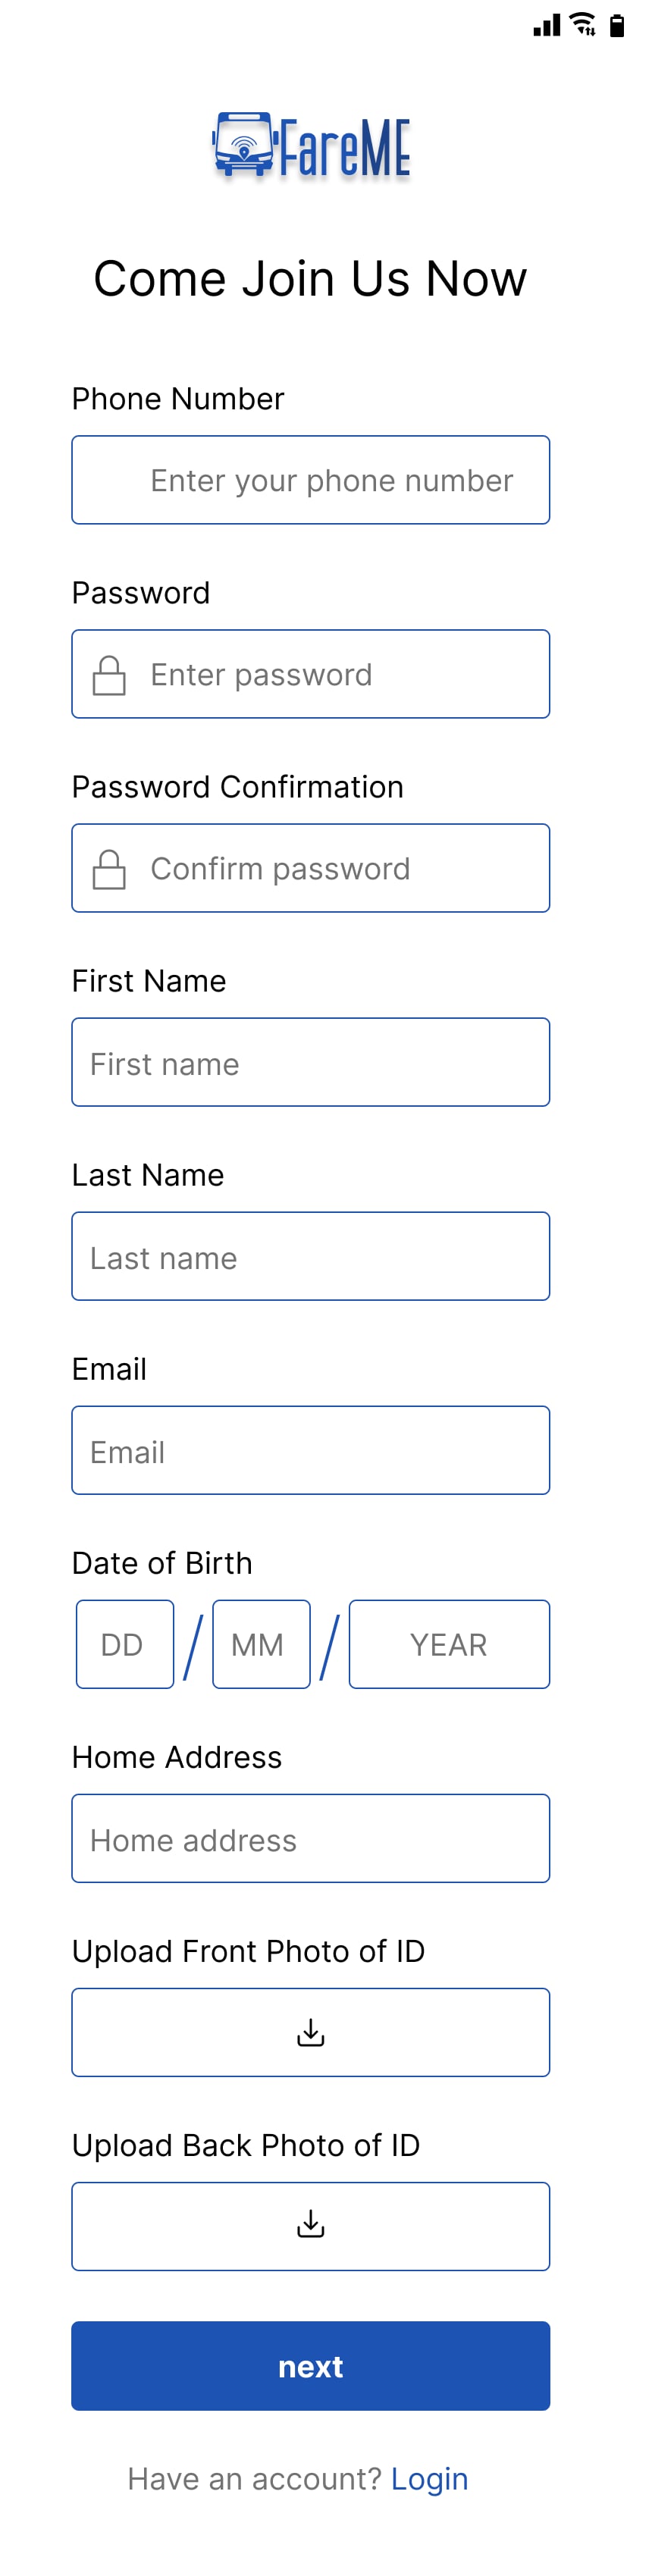 FareME
Come Join Us Now
Phone Number
Enter your phone number
Password
Enter password
Password Confirmation
Confirm password
First Name
First name
Last Name
Last name
Email
Email
Date of Birth
DD / MM / YEAR
Home Address
Home address
Upload Front Photo of ID
Upload Back Photo of ID
next
Have an account? Login